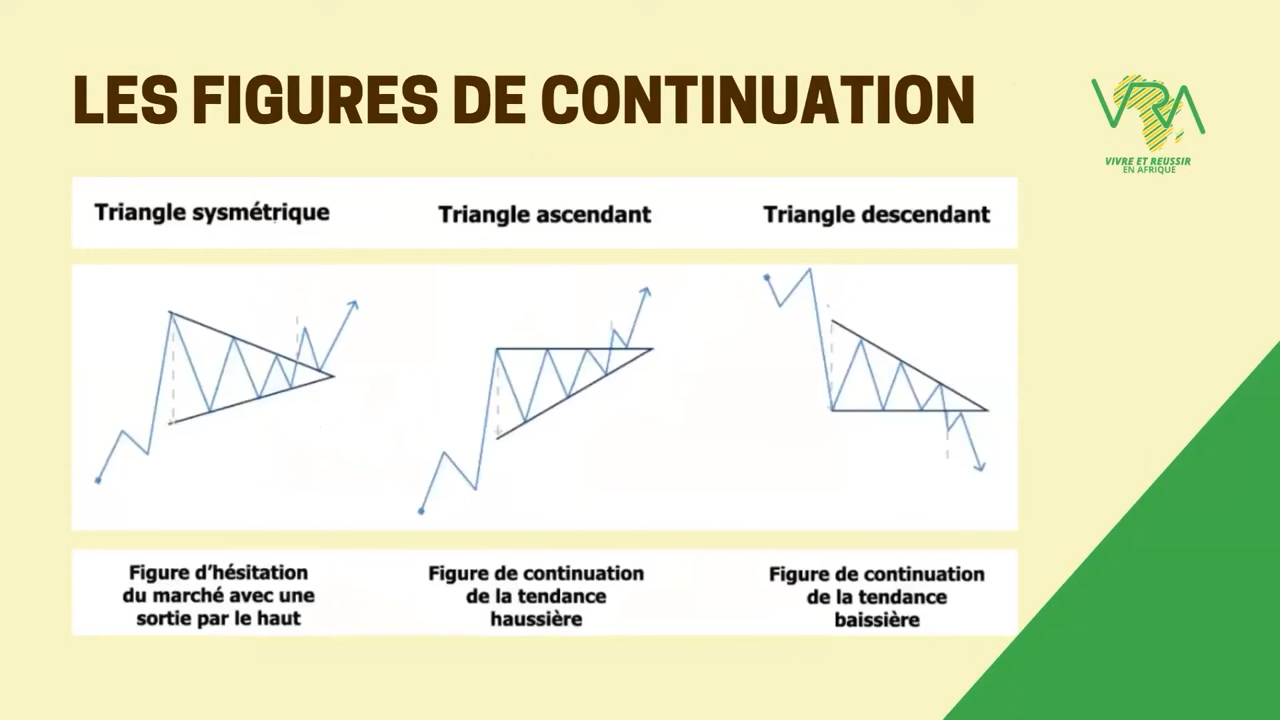 LES FIGURES DE CONTINUATION
VRA
VIVRE ET REUSSIR
EN AFRIQUE
Triangle sysmétrique
Triangle ascendant
Triangle descendant
Figure d’hésitation
du marché avec une
sortie par le haut
Figure de continuation
de la tendance
haussière
Figure de continuation
de la tendance
baissière